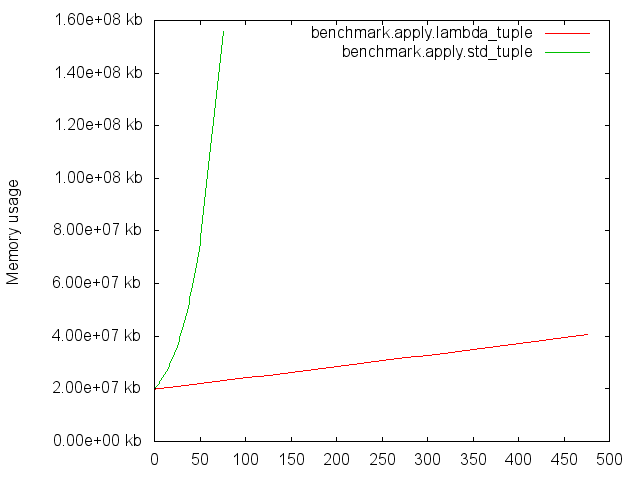 benchmark.apply.lambda_tuple
benchmark.apply.std_tuple
Memory usage
1.60e+08 kb
1.40e+08 kb
1.20e+08 kb
1.00e+08 kb
8.00e+07 kb
6.00e+07 kb
4.00e+07 kb
2.00e+07 kb
0.00e+00 kb
0 50 100 150 200 250 300 350 400 450 500